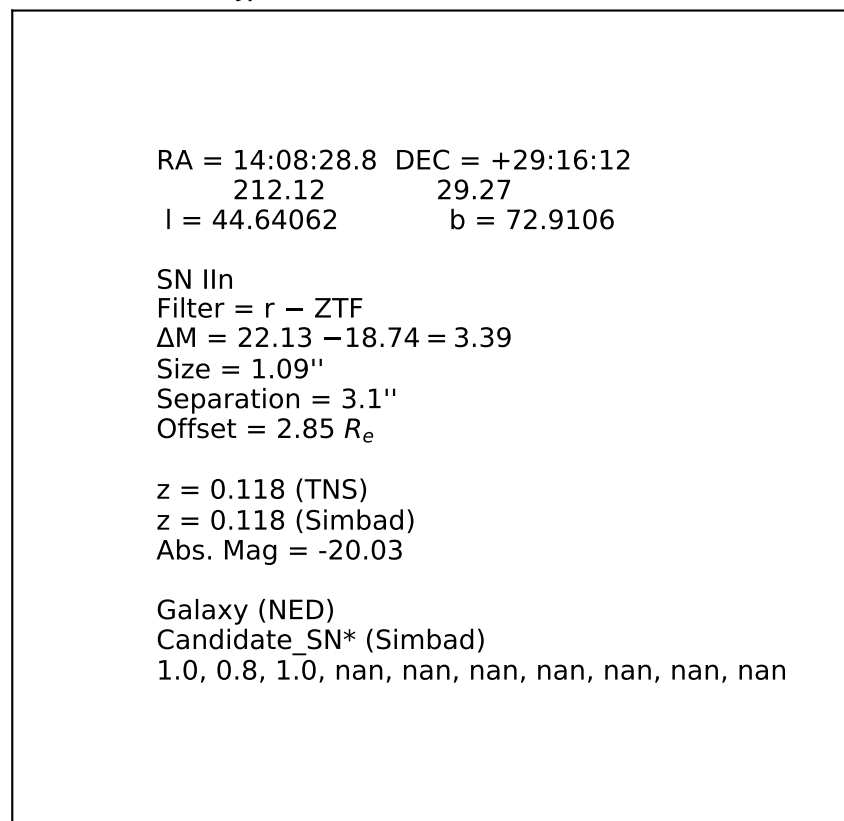 RA = 14:08:28.8 DEC = +29:16:12
212.12 29.27
l = 44.64062 b = 72.9106
SN IIn
Filter = r − ZTF
ΔM = 22.13 −18.74 = 3.39
Size = 1.09''
Separation = 3.1''
Offset = 2.85 Re
z = 0.118 (TNS)
z = 0.118 (Simbad)
Abs. Mag = -20.03
Galaxy (NED)
Candidate_SN* (Simbad)
1.0, 0.8, 1.0, nan, nan, nan, nan, nan, nan, nan